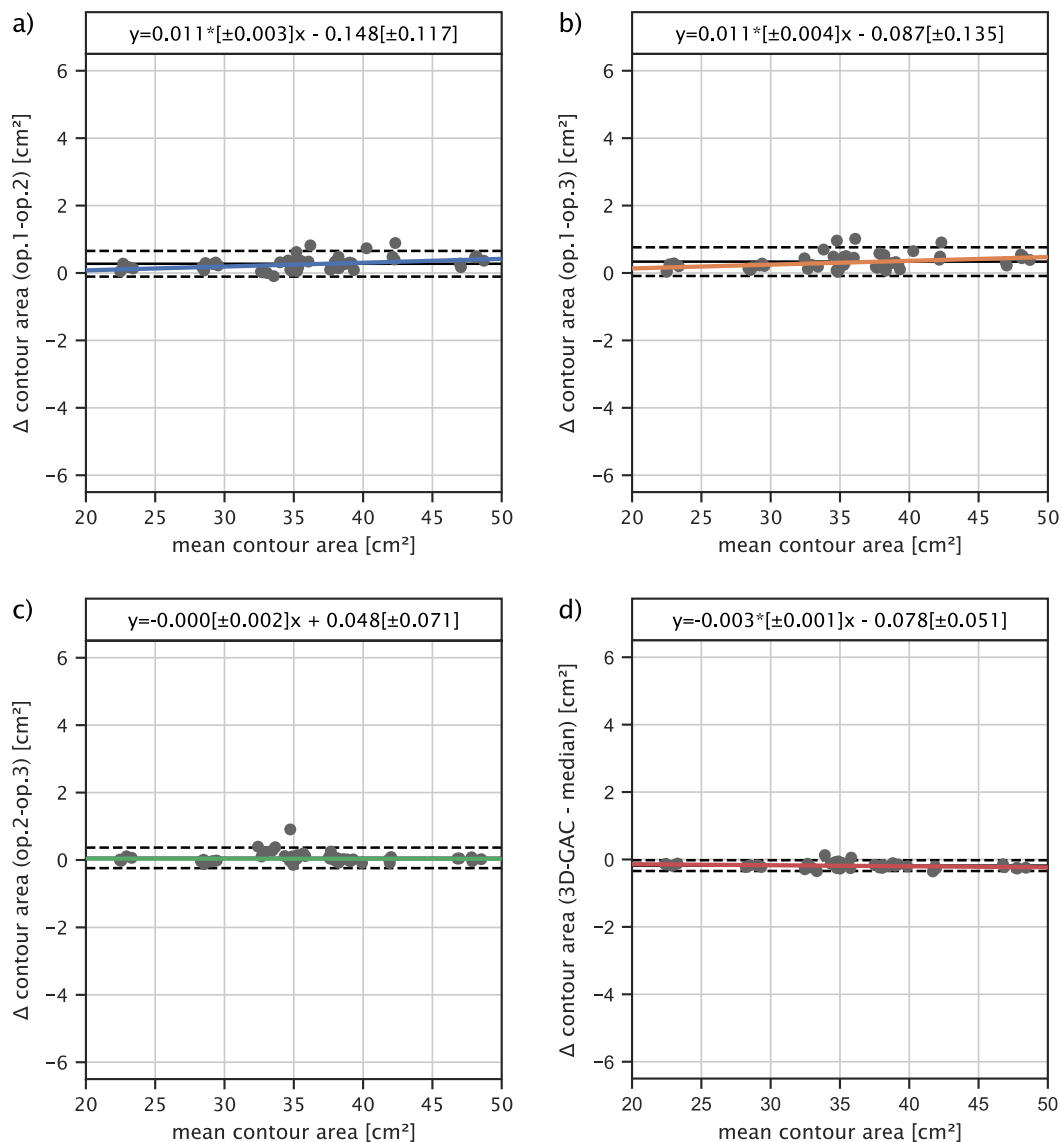 a)
y=0.011*[±0.003]x - 0.148[±0.117]
Δ contour area (op.1-op.2) [cm²]
6
4
2
0
−2
−4
−6
20 25 30 35 40 45 50
mean contour area [cm²]
b)
y=0.011*[±0.004]x - 0.087[±0.135]
Δ contour area (op.1-op.3) [cm²]
6
4
2
0
−2
−4
−6
20 25 30 35 40 45 50
mean contour area [cm²]
c)
y=-0.000[±0.002]x + 0.048[±0.071]
Δ contour area (op.2-op.3) [cm²]
6
4
2
0
−2
−4
−6
20 25 30 35 40 45 50
mean contour area [cm²]
d)
y=-0.003*[±0.001]x - 0.078[±0.051]
Δ contour area (3D-GAC - median) [cm²]
6
4
2
0
−2
−4
−6
20 25 30 35 40 45 50
mean contour area [cm²]